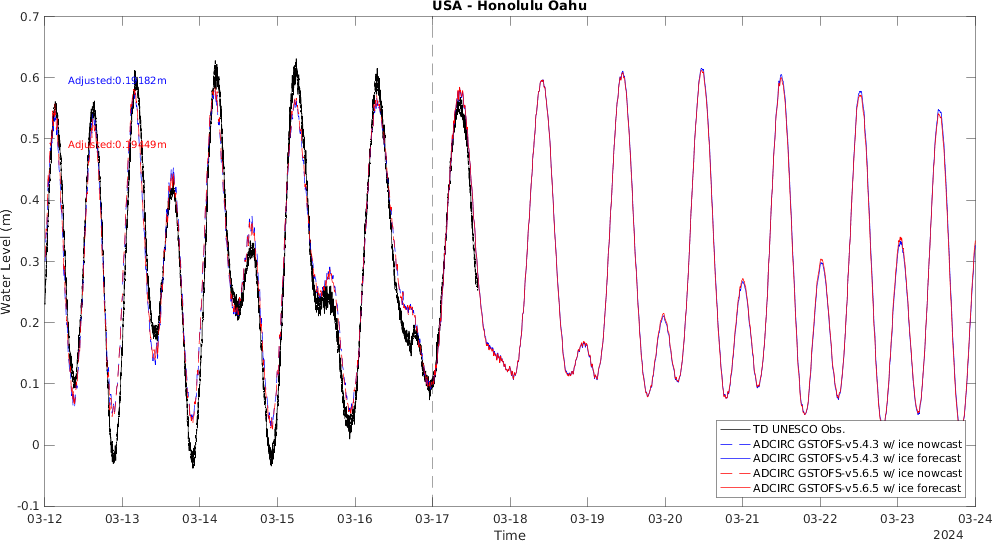 USA - Honolulu Oahu
0.7
0.6
0.5
0.4
0.3
0.2
0.1
0
-0.1
Water Level (m)
Adjusted:0.19182m
Adjusted:0.19449m
TD UNESCO Obs.
ADCIRC GSTOFS-v5.4.3 w/ ice nowcast
ADCIRC GSTOFS-v5.4.3 w/ ice forecast
ADCIRC GSTOFS-v5.6.5 w/ ice nowcast
ADCIRC GSTOFS-v5.6.5 w/ ice forecast
03-12 03-13 03-14 03-15 03-16 03-17 03-18 03-19 03-20 03-21 03-22 03-23 03-24
Time
2024